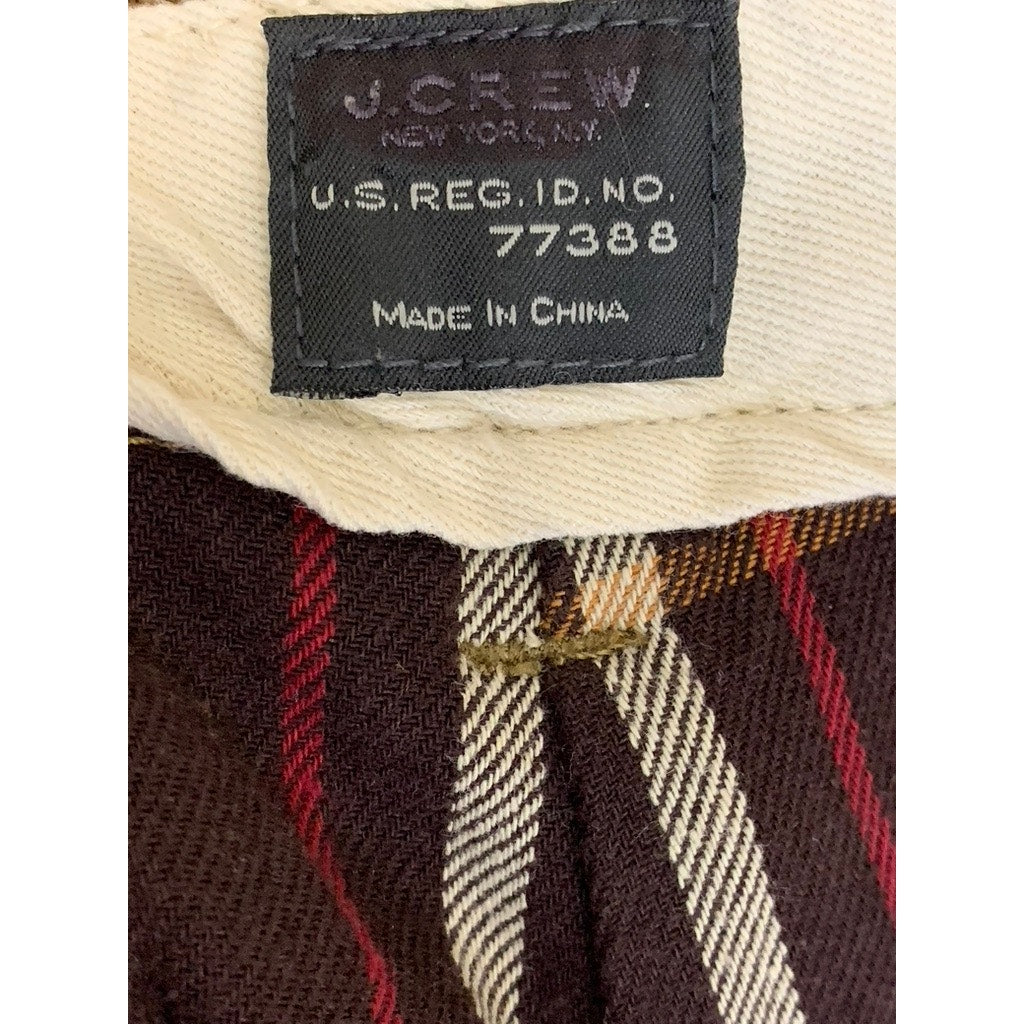 J.CREW
NEW YORK, N.Y.
U.S. REG. ID. NO.
77388
MADE IN CHINA